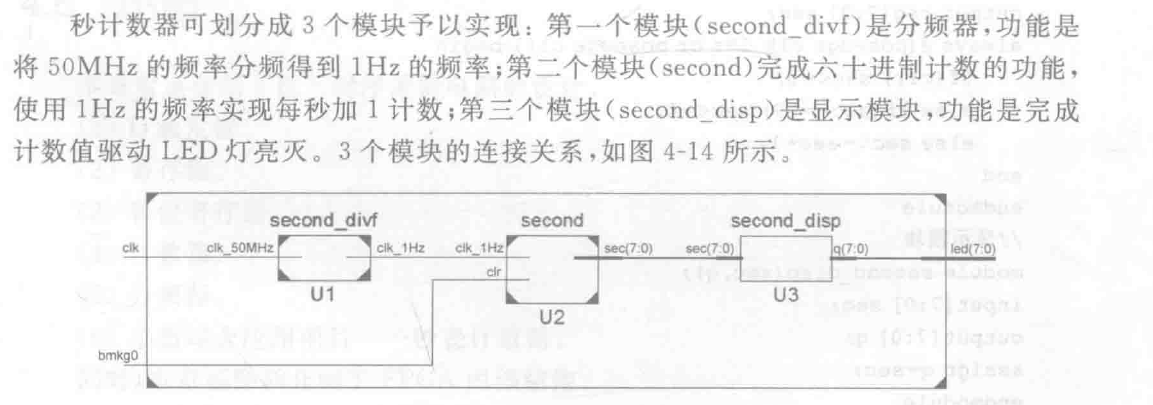 秒计数器可划分成 3 个模块予以实现：第一个模块(second_divf)是分频器,功能是
将 50MHz 的频率分频得到 1Hz 的频率;第二个模块(second)完成六十进制计数的功能,
使用 1Hz 的频率实现每秒加 1 计数;第三个模块(second_disp)是显示模块,功能是完成
计数值驱动 LED 灯亮灭。3 个模块的连接关系,如图 4-14 所示。
second_divf second second_disp
clk clk_50MHz clk_1Hz clk_1Hz sec(7:0) sec(7:0) q(7:0) led(7:0)
clr
U1 U3
U2
bmkg0